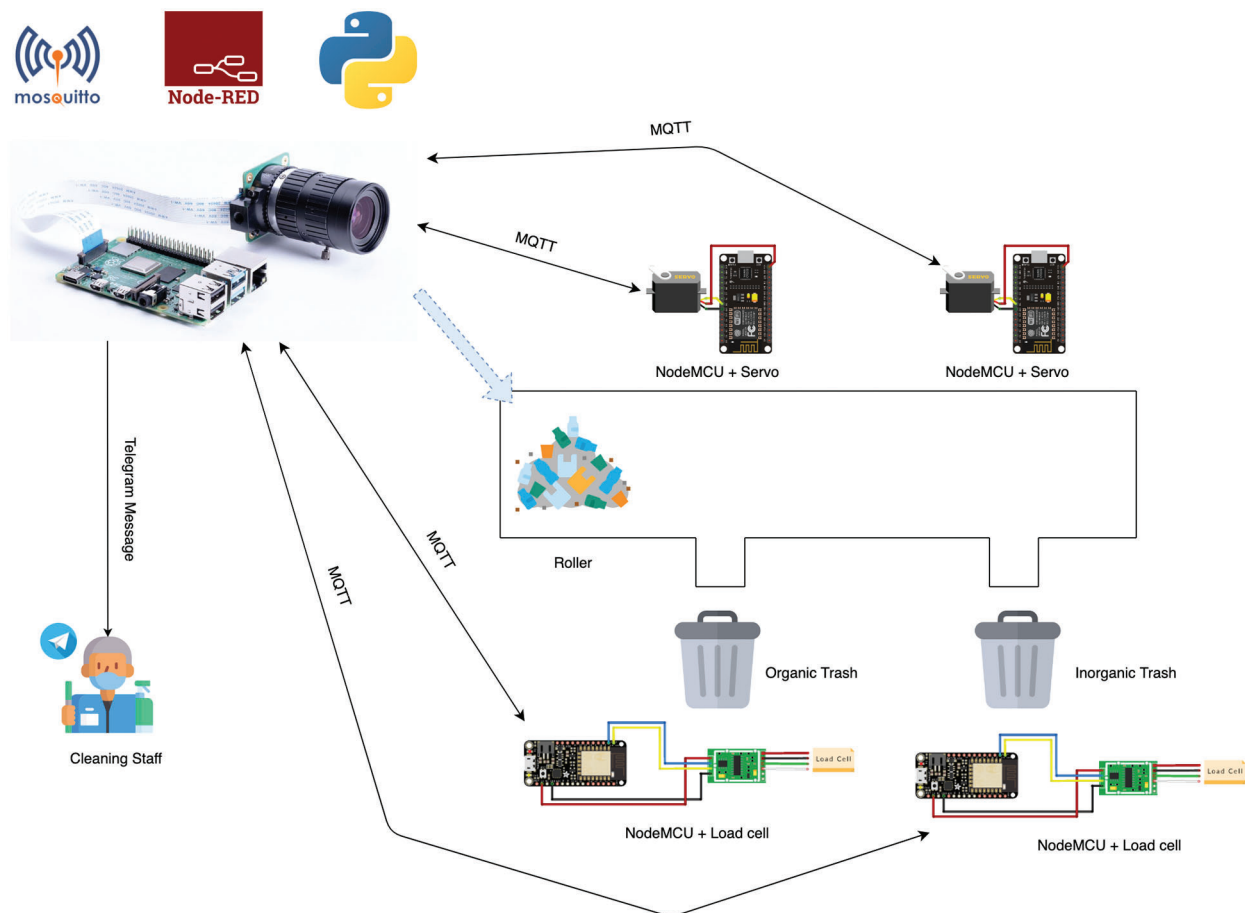 mosquitto
Node-RED
MQTT
MQTT
NodeMCU + Servo
NodeMCU + Servo
Telegram Message
Roller
MQTT
MQTT
Organic Trash
Inorganic Trash
Cleaning Staff
Load Cell
Load Cell
NodeMCU + Load cell
NodeMCU + Load cell